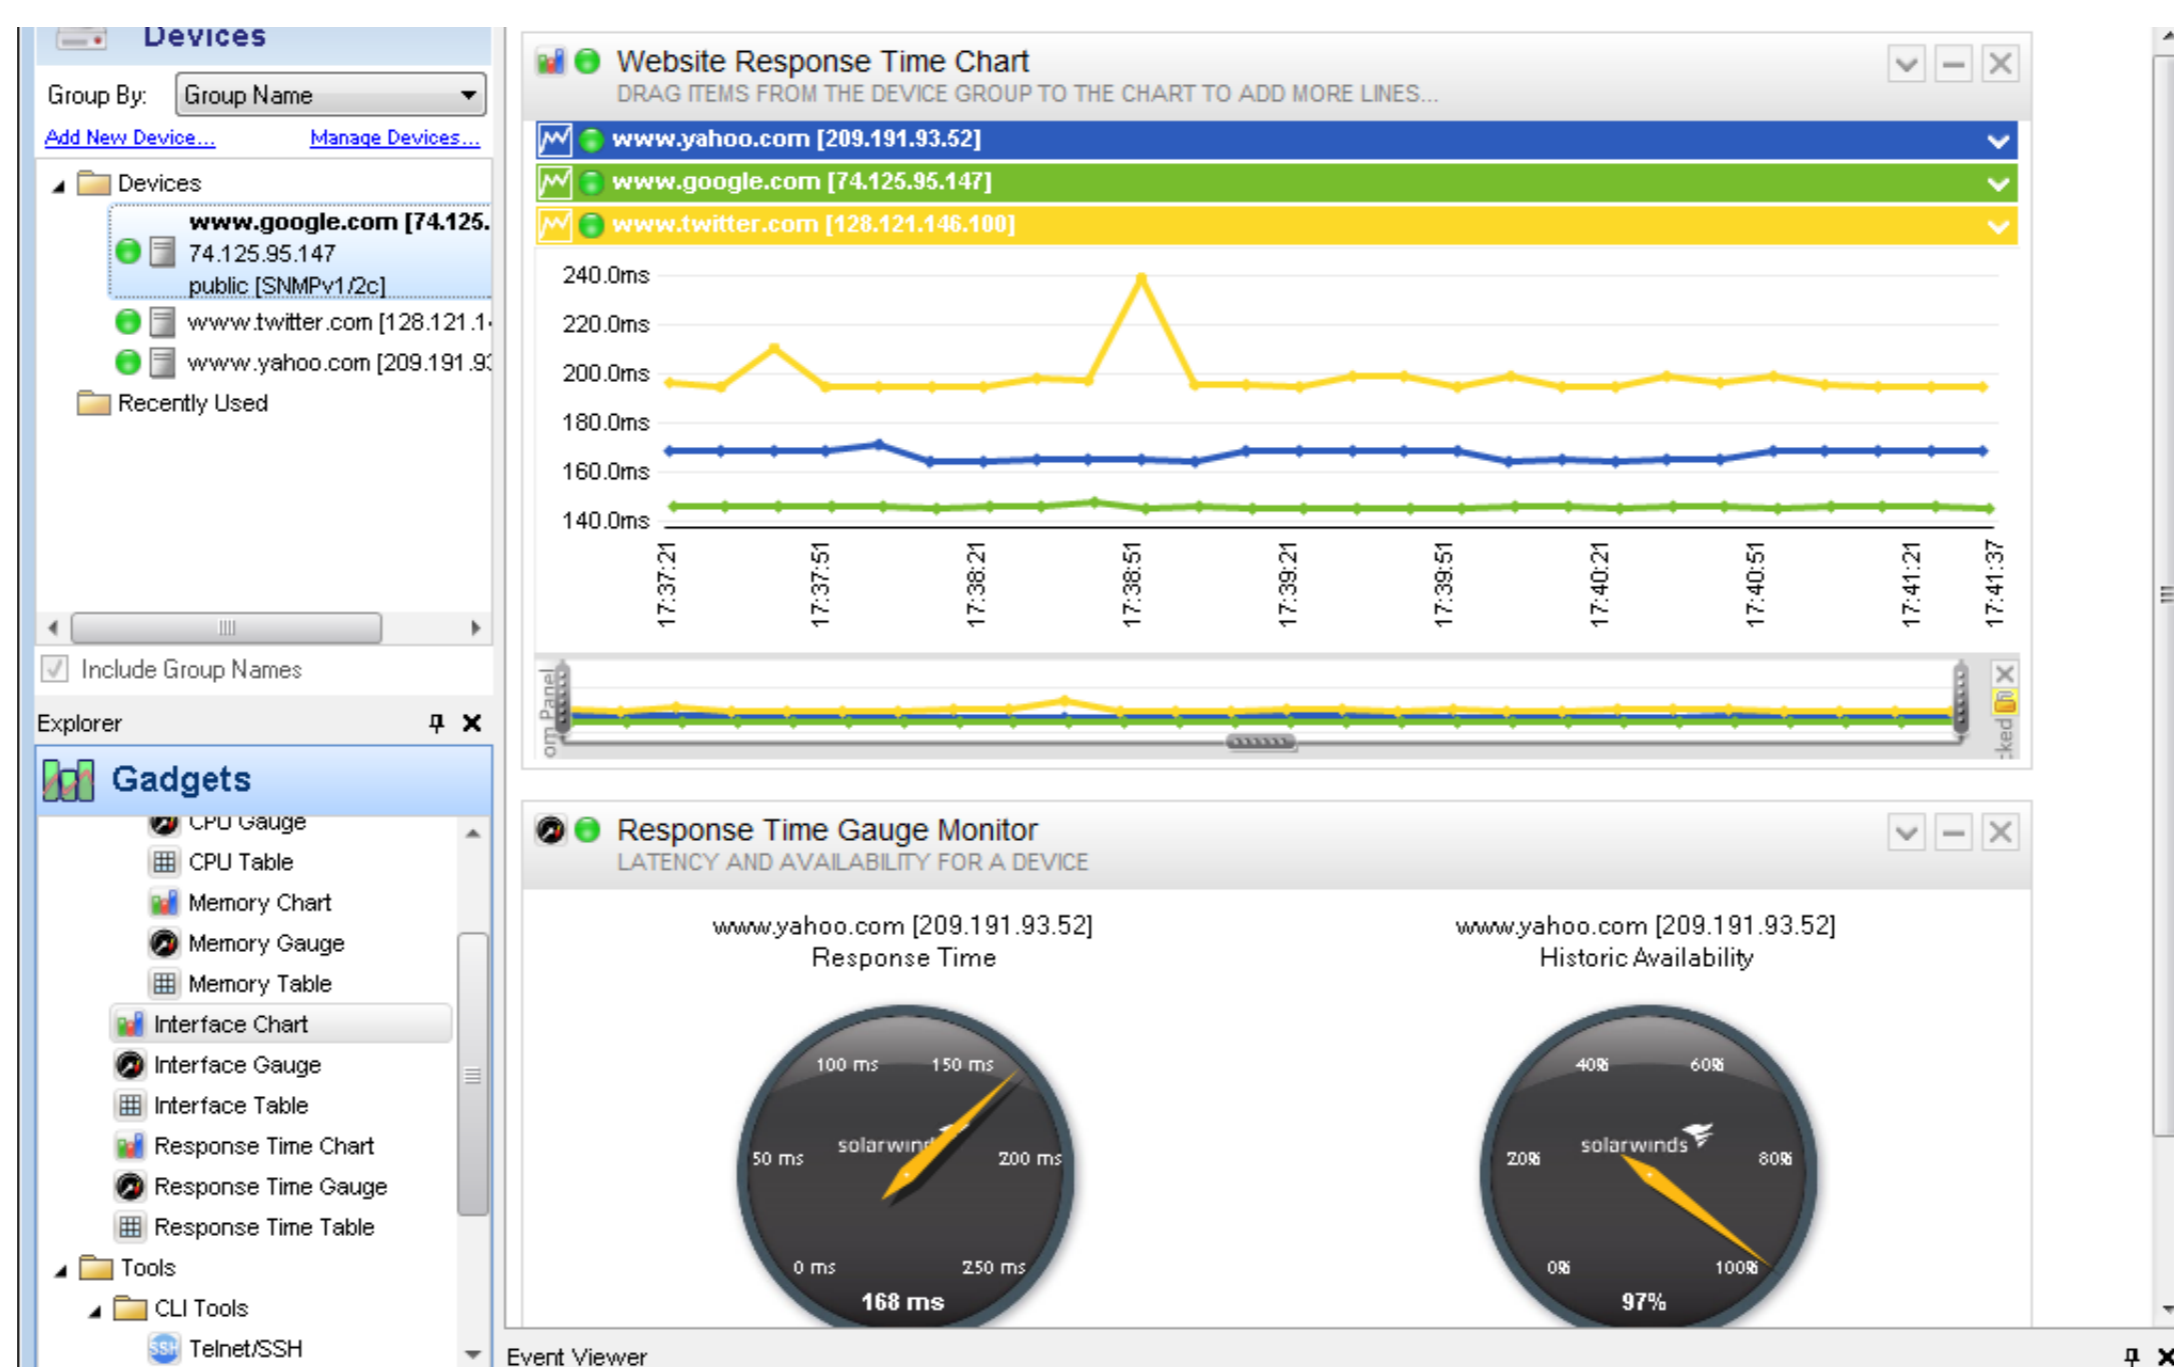 Devices
Group By:
Group Name
Add New Device...
Manage Devices...
Devices
www.google.com [74.125.
74.125.95.147
public [SNMPv1/2c]
www.twitter.com [128.121.1
www.yahoo.com [209.191.9
Recently Used
Include Group Names
Explorer
Gadgets
CPU Gauge
CPU Table
Memory Chart
Memory Gauge
Memory Table
Interface Chart
Interface Gauge
Interface Table
Response Time Chart
Response Time Gauge
Response Time Table
Tools
CLI Tools
SSH
Telnet/SSH
Website Response Time Chart
DRAG ITEMS FROM THE DEVICE GROUP TO THE CHART TO ADD MORE LINES...
www.yahoo.com [209.191.93.52]
www.google.com [74.125.95.147]
www.twitter.com [128.121.146.100]
240.0ms
220.0ms
200.0ms
180.0ms
160.0ms
140.0ms
17:37:21
17:37:51
17:38:21
17:38:51
17:39:21
17:39:51
17:40:21
17:40:51
17:41:21
17:41:37
om Panel
cked
Response Time Gauge Monitor
LATENCY AND AVAILABILITY FOR A DEVICE
www.yahoo.com [209.191.93.52]
Response Time
100 ms
150 ms
solarwinds
50 ms
200 ms
0 ms
250 ms
168 ms
www.yahoo.com [209.191.93.52]
Historic Availability
40%
60%
solarwinds
20%
80%
0%
100%
97%
Event Viewer